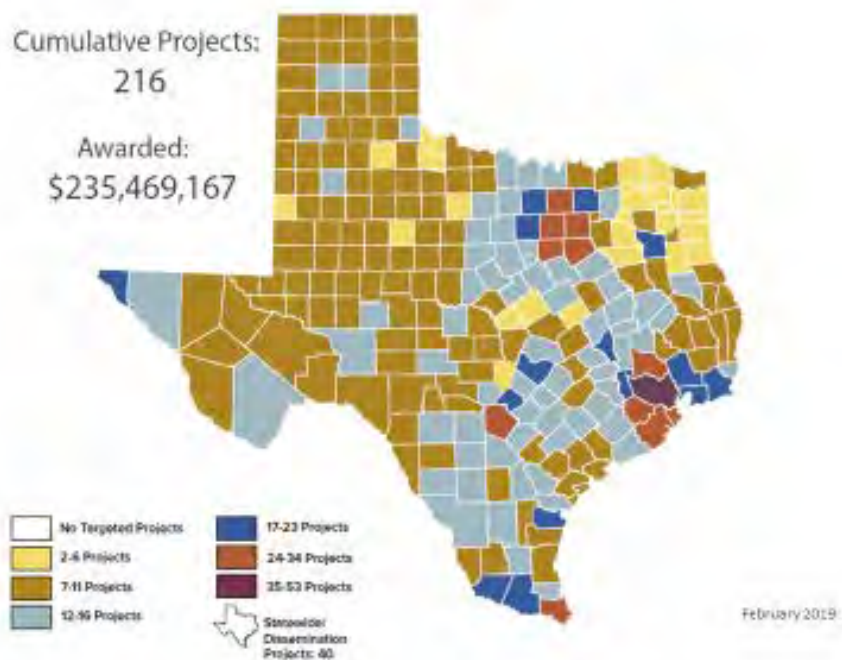 Cumulative Projects:
216
Awarded:
$235,469,167
No Targeted Projects
2-6 Projects
7-11 Projects
12-16 Projects
17-23 Projects
24-34 Projects
35-53 Projects
Statewide
Dissemination
Projects: 40
February 2019